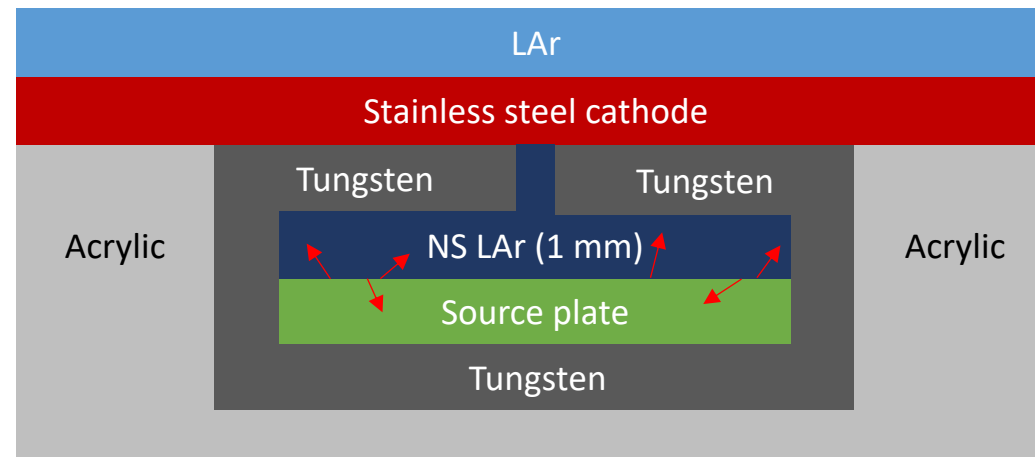 LAr
Stainless steel cathode
Tungsten
Tungsten
Acrylic
NS LAr (1 mm)
Acrylic
Source plate
Tungsten